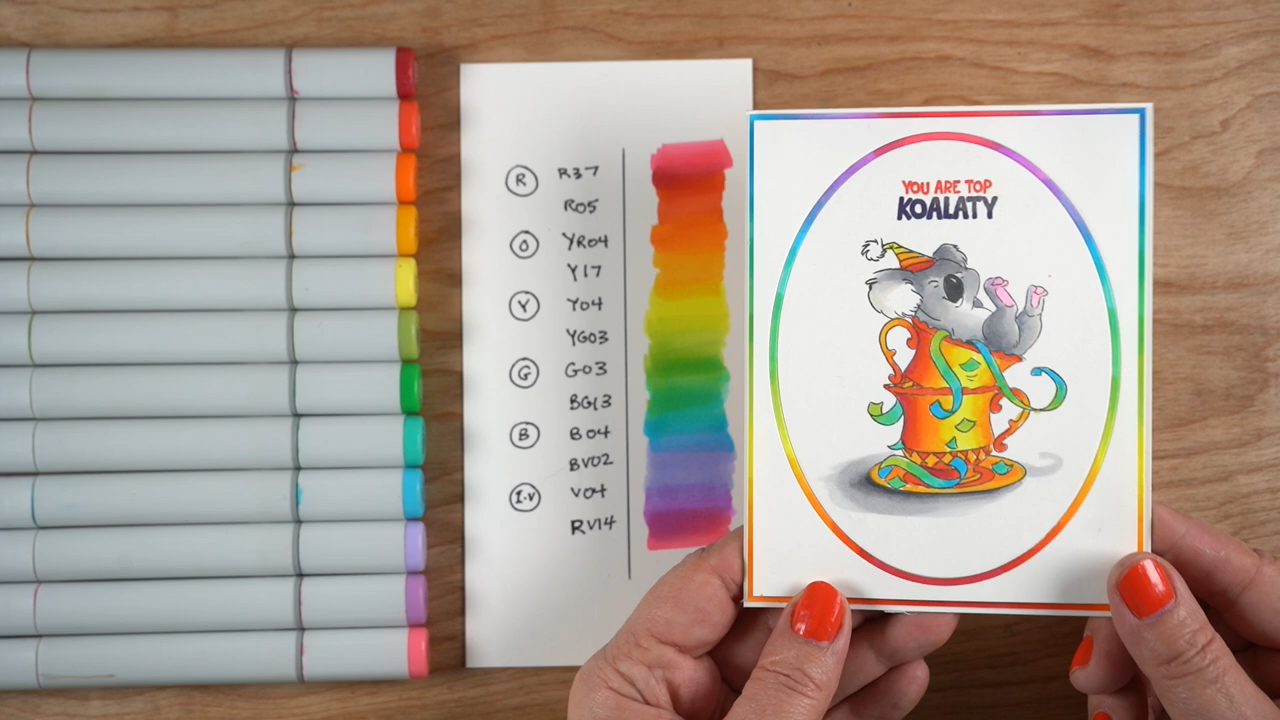 R R37
R05
O YR04
Y17
Y Y04
YG03
G G03
BG13
B B04
BV02
I·V V04
RV14
YOU ARE TOP
KOALATY